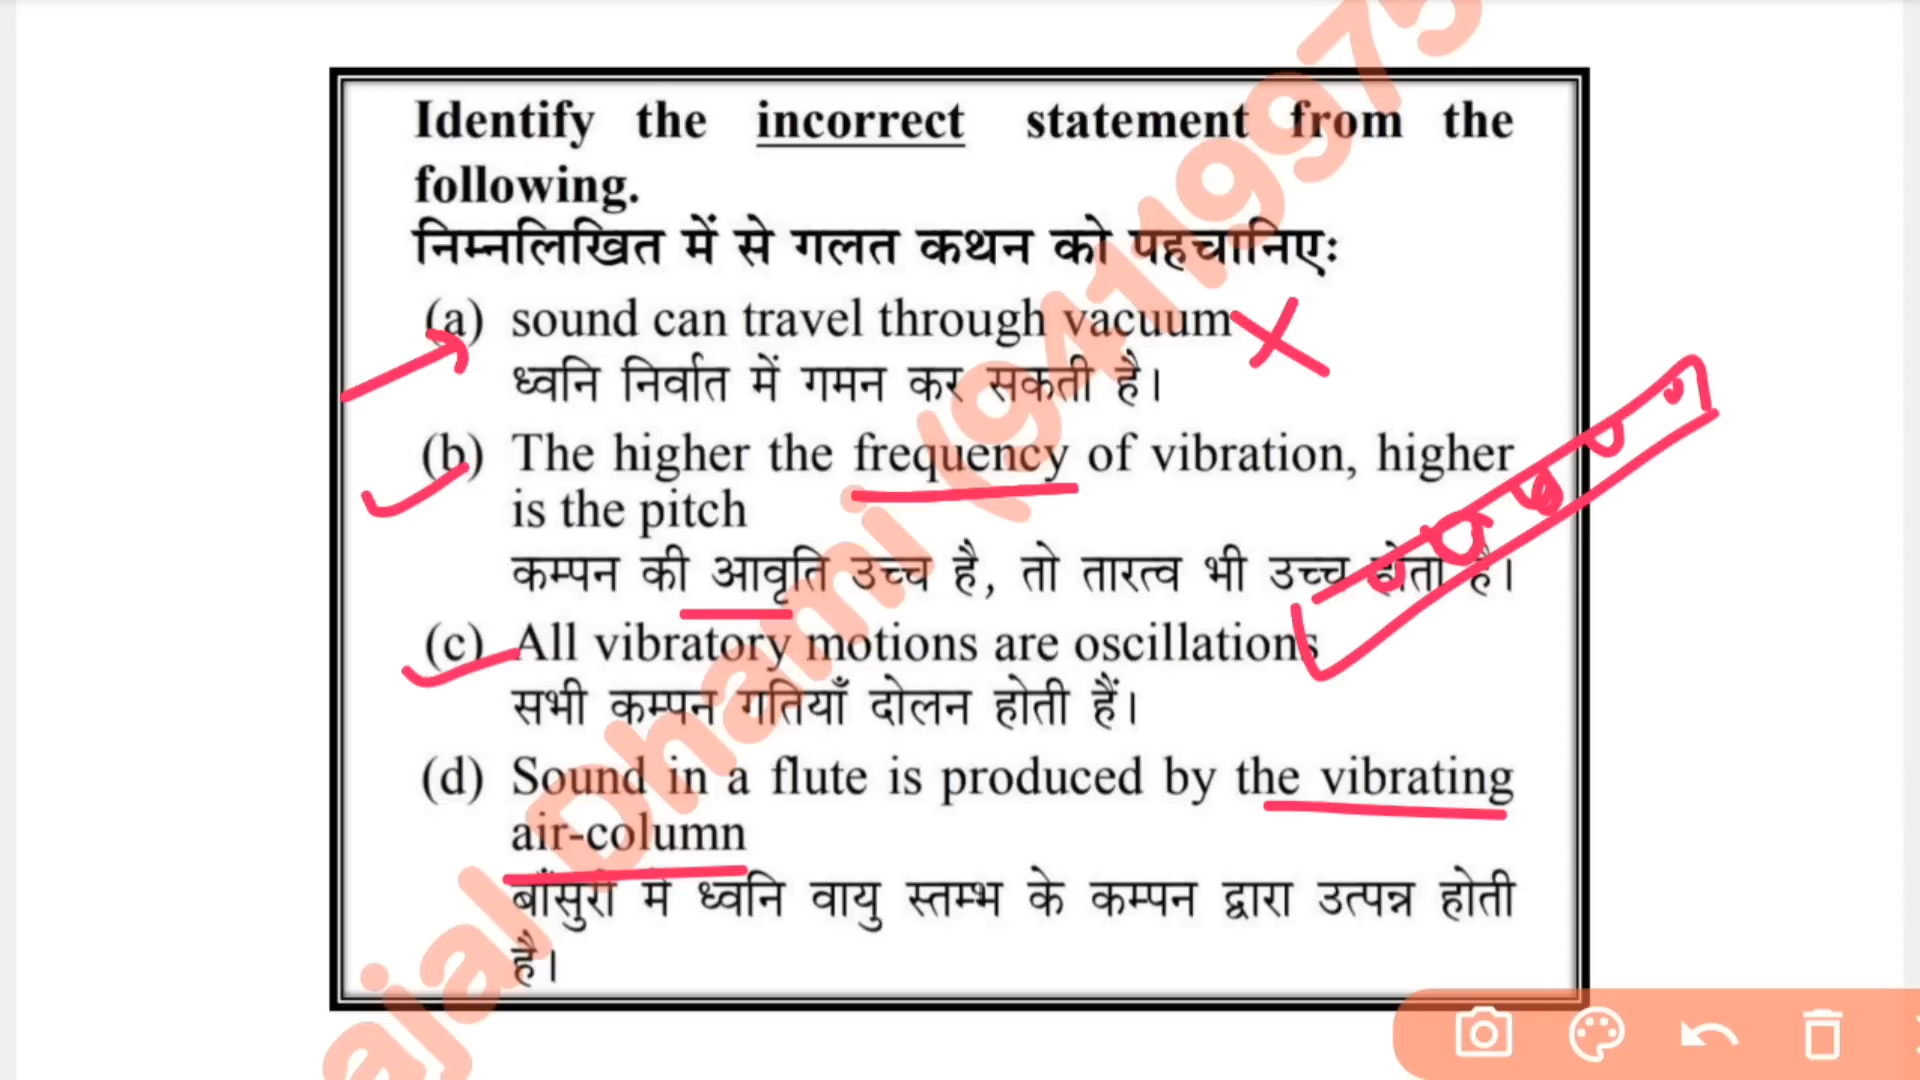 Identify the incorrect statement from the
following.
निम्नलिखित में से गलत कथन को पहचानिए:
(a) sound can travel through vacuum
ध्वनि निर्वात में गमन कर सकती है।
(b) The higher the frequency of vibration, higher
is the pitch
कम्पन की आवृति उच्च है, तो तारत्व भी उच्च होता है।
(c) All vibratory motions are oscillations
सभी कम्पन गतियाँ दोलन होती हैं।
(d) Sound in a flute is produced by the vibrating
air-column
बाँसुरी में ध्वनि वायु स्तम्भ के कम्पन द्वारा उत्पन्न होती
है।
ajal Dhami (94119975